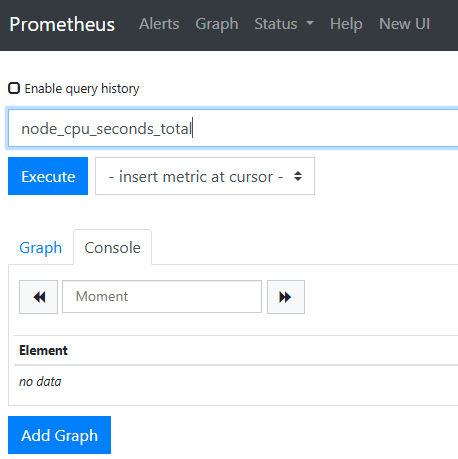 Prometheus Alerts Graph Status Help New UI
Enable query history
node_cpu_seconds_total
Execute - insert metric at cursor -
Graph Console
Moment
Element
no data
Add Graph